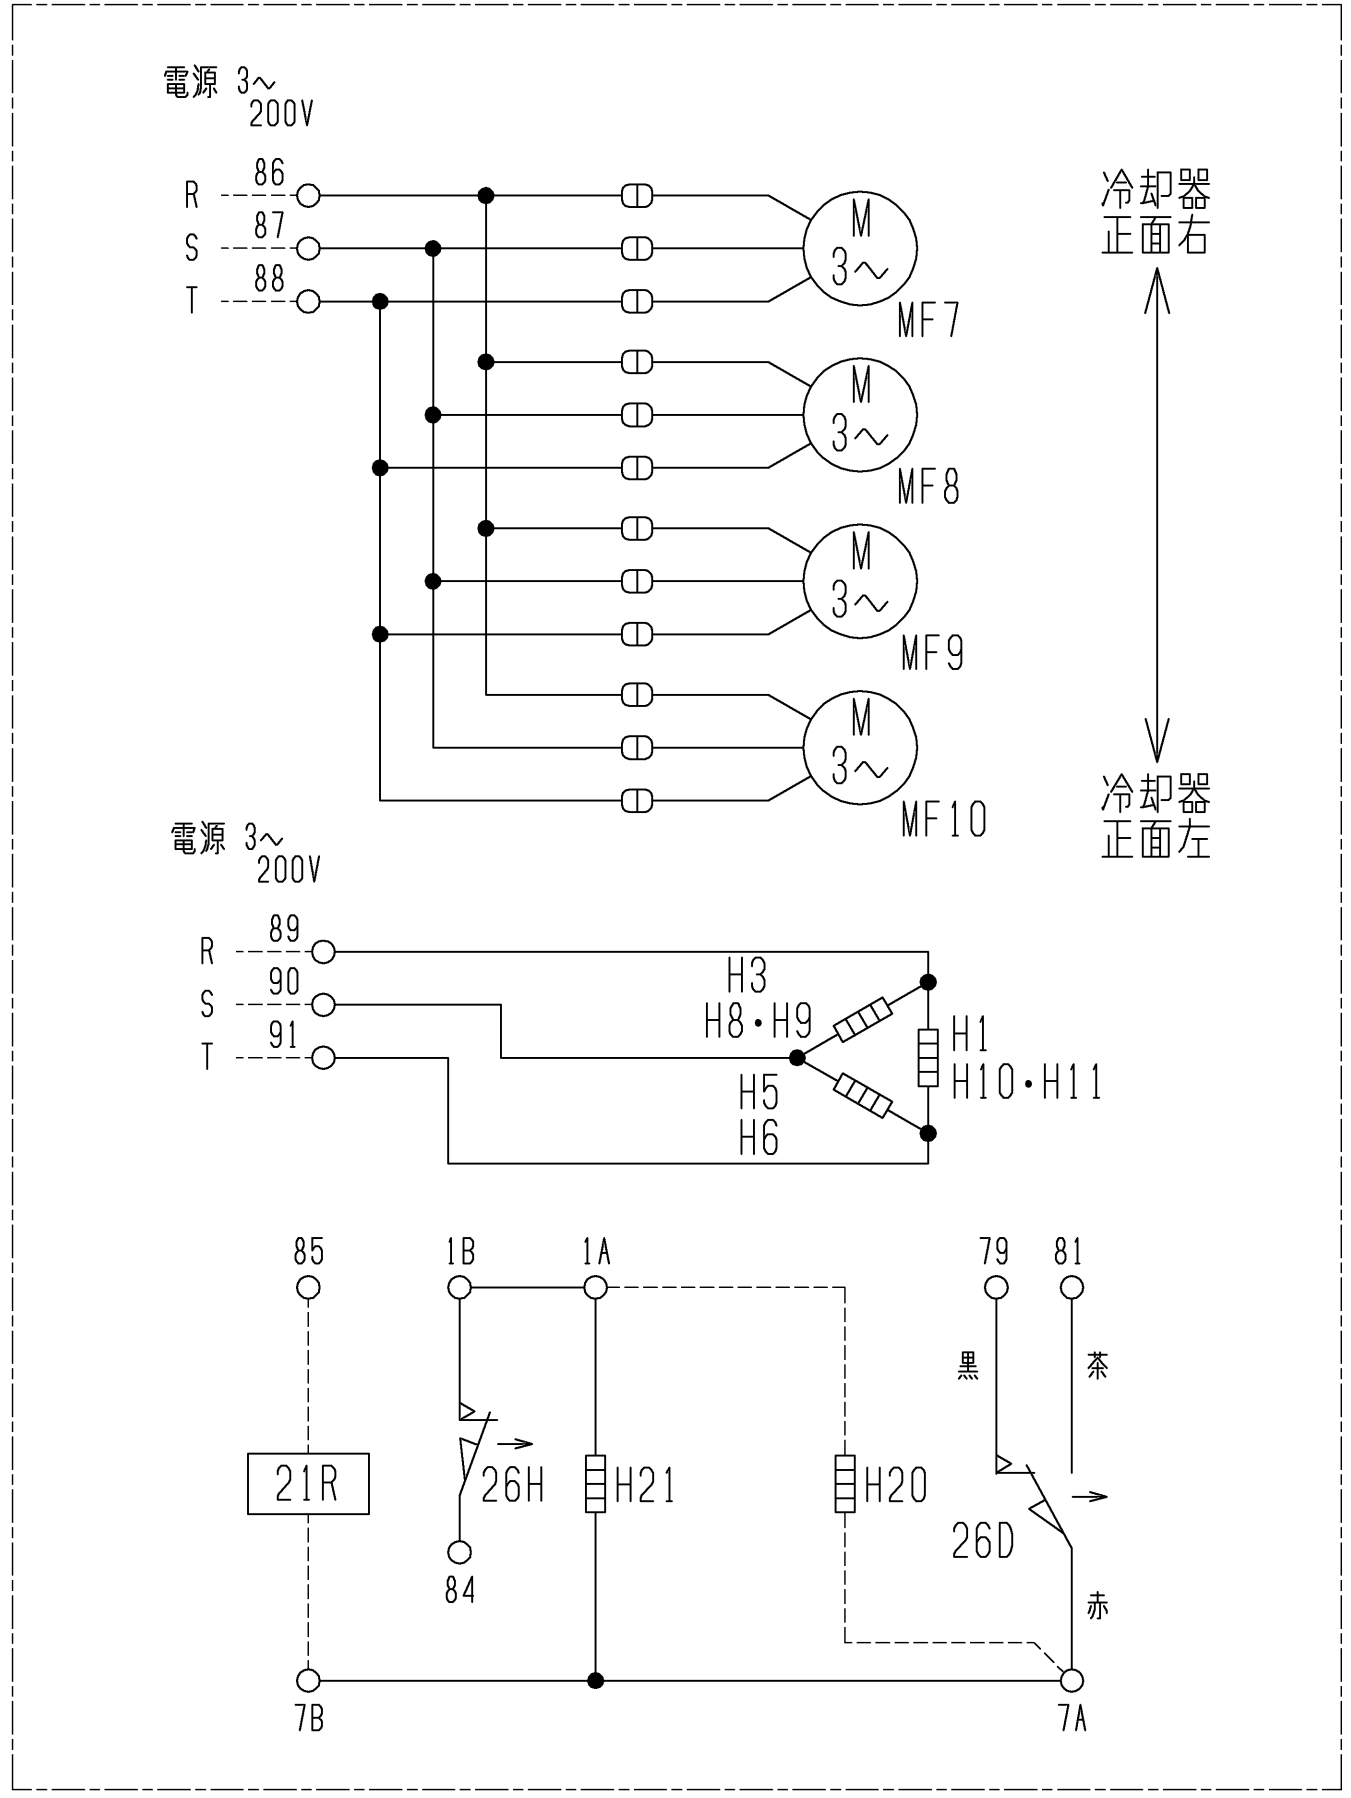 電源 3～
200V
R 86
S 87
T 88
M
3～
MF7
M
3～
MF8
M
3～
MF9
M
3～
MF10
冷却器
正面右
冷却器
正面左
電源 3～
200V
R 89
S 90
T 91
H3
H8・H9
H1
H10・H11
H5
H6
85 1B 1A 79 81
黒 茶
21R 26H H21 H20
26D
84
赤
7B 7A